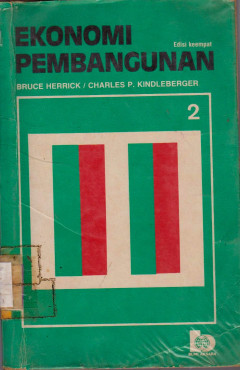 EKONOMI
Edisi keempat
PEMBANGUNAN
BRUCE HERRICK / CHARLES P. KINDLEBERGER
2